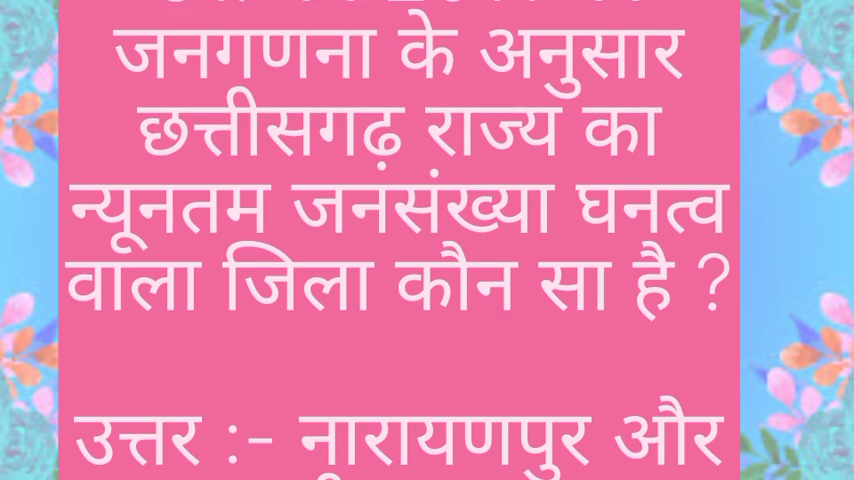 जनगणना के अनुसार
छत्तीसगढ़ राज्य का
न्यूनतम जनसंख्या घनत्व
वाला जिला कौन सा है ?
उत्तर :- नारायणपुर और